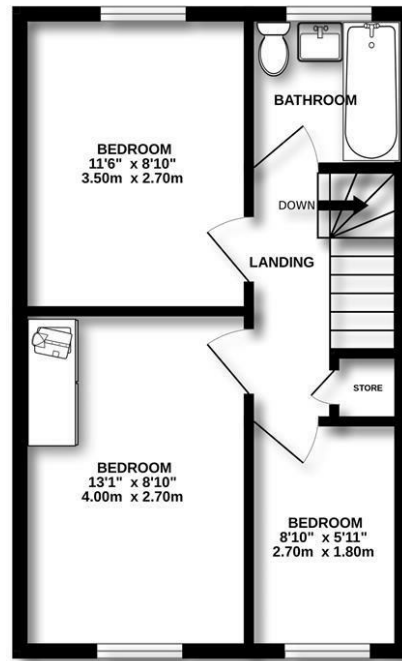 BATHROOM
BEDROOM
11'6" x 8'10"
3.50m x 2.70m
DOWN
LANDING
STORE
BEDROOM
13'1" x 8'10"
4.00m x 2.70m
BEDROOM
8'10" x 5'11"
2.70m x 1.80m